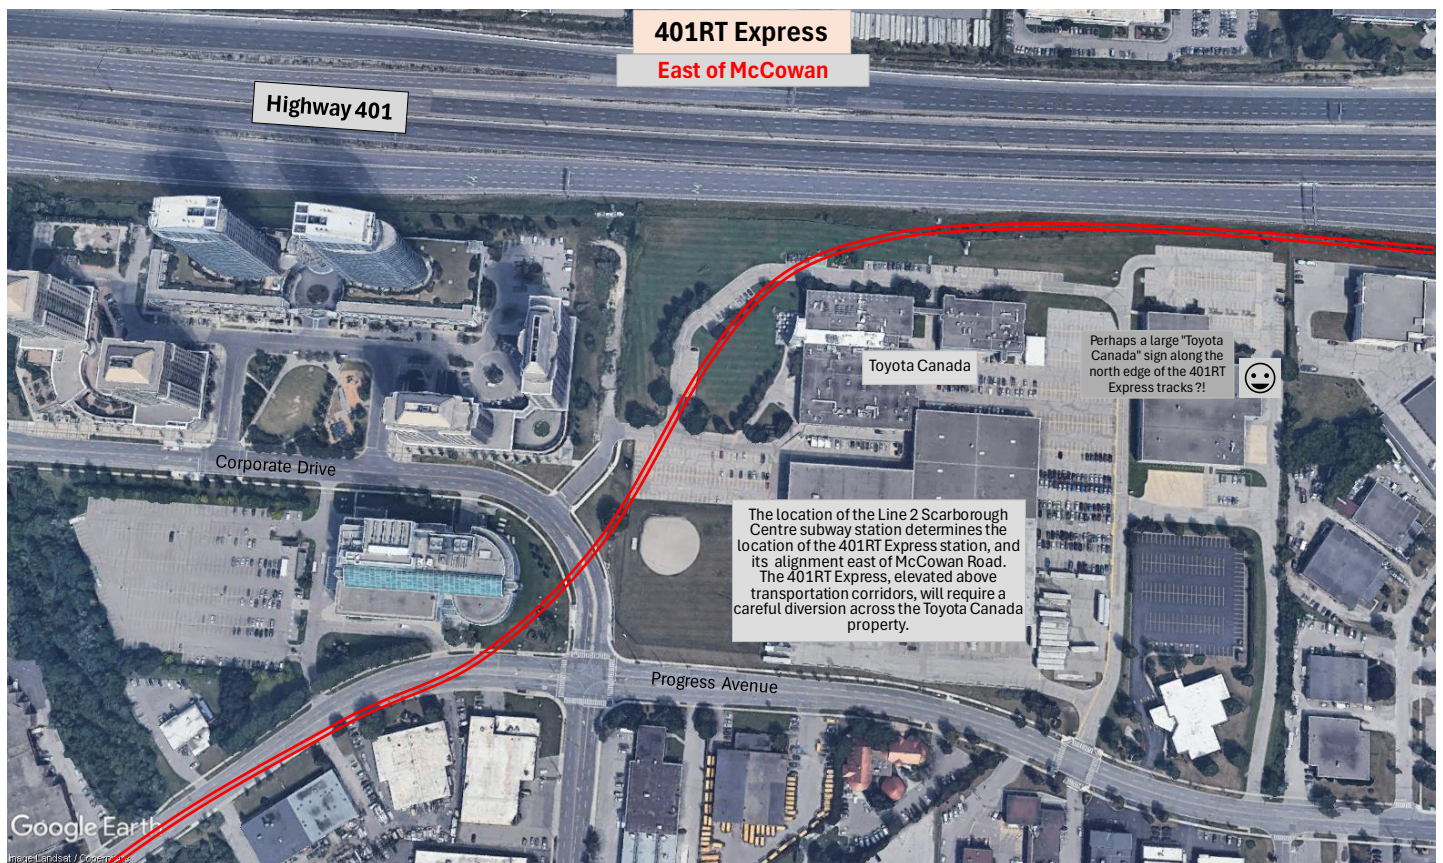 401RT Express
East of McCowan
Highway 401
Perhaps a large "Toyota
Canada" sign along the
north edge of the 401RT
Express tracks ?!
Toyota Canada
Corporate Drive
The location of the Line 2 Scarborough
Centre subway station determines the
location of the 401RT Express station, and
its alignment east of McCowan Road.
The 401RT Express, elevated above
transportation corridors, will require a
careful diversion across the Toyota Canada
property.
Progress Avenue
Google Earth
Image Landsat / Copernicus